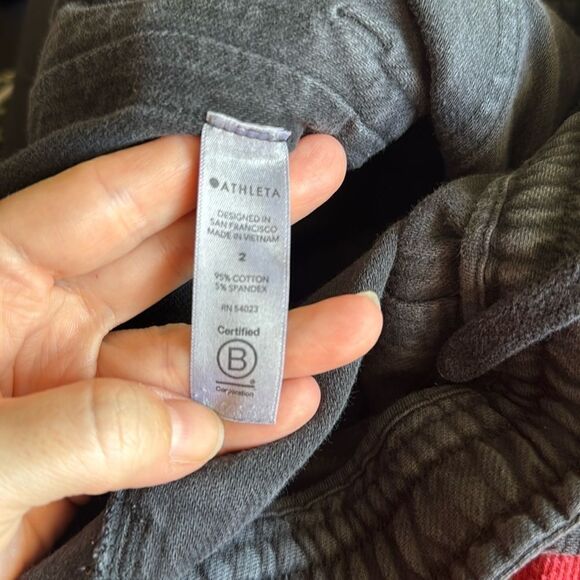 ATHLETA
DESIGNED IN
SAN FRANCISCO
MADE IN VIETNAM
2
95% COTTON
5% SPANDEX
RN 54023
Certified
B
®
Corporation